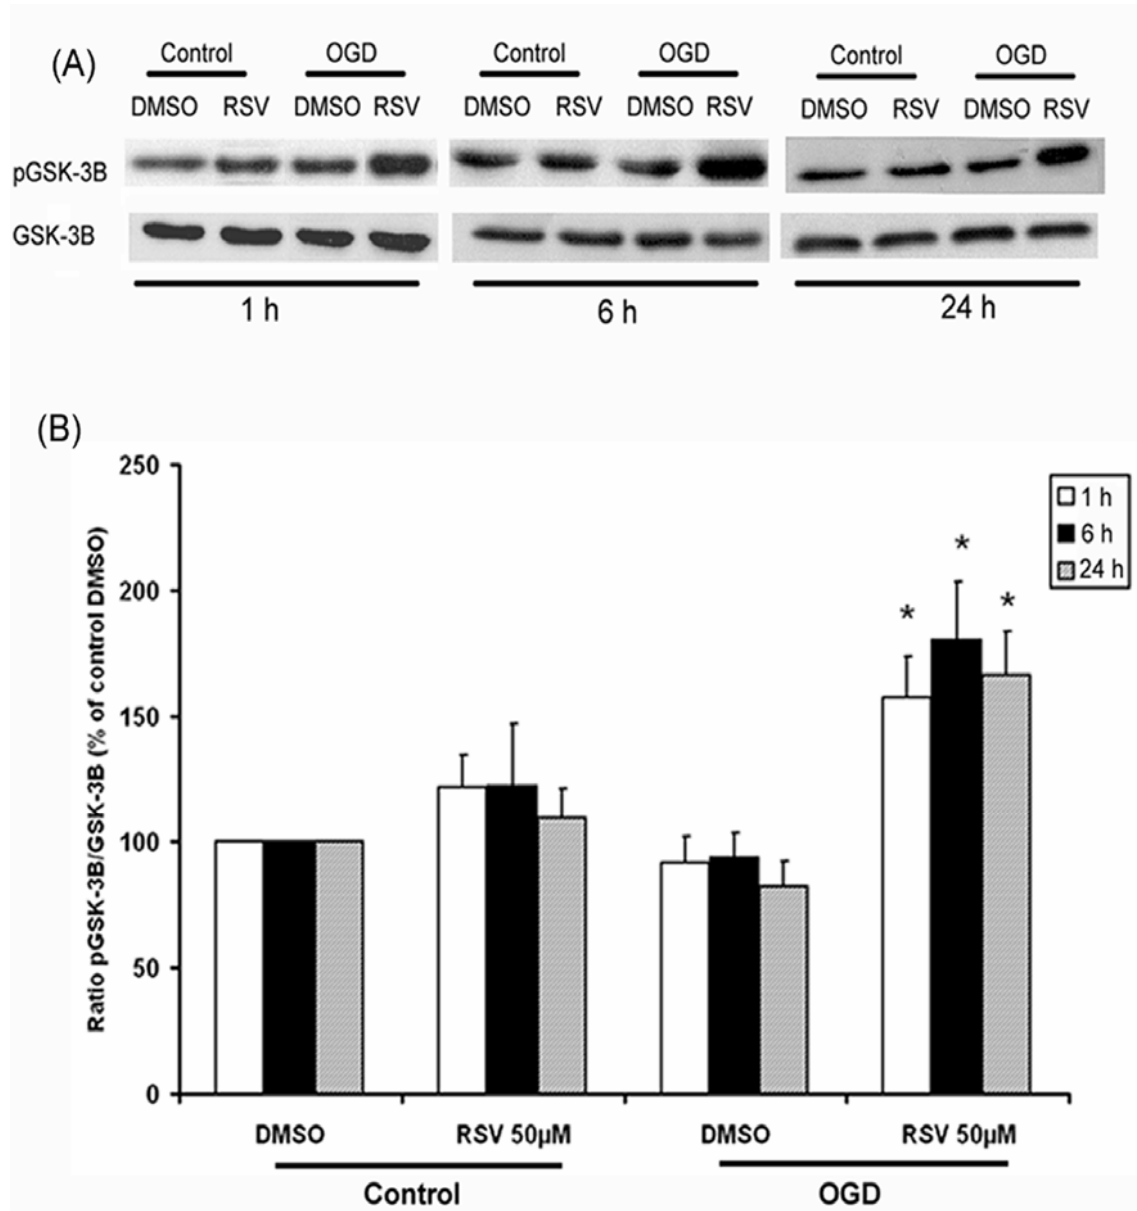 (A)
Control OGD Control OGD Control OGD
DMSO RSV DMSO RSV DMSO RSV DMSO RSV DMSO RSV DMSO RSV
pGSK-3B
GSK-3B
1 h 6 h 24 h
(B)
Ratio pGSK-3B/GSK-3B (% of control DMSO)
250
200
150
100
50
0
1 h
6 h
24 h
* * *
DMSO RSV 50µM DMSO RSV 50µM
Control OGD